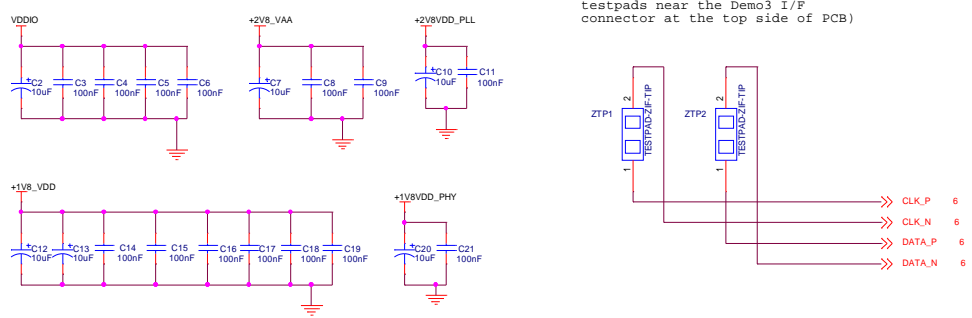 testpads near the Demo3 I/F
connector at the top side of PCB)
VDDIO
+2V8_VAA
+2V8VDD_PLL
C2
10uF
C3
100nF
C4
100nF
C5
100nF
C6
100nF
C7
10uF
C8
100nF
C9
100nF
C10
10uF
C11
100nF
ZTP1
2
1
TESTPAD-ZIF-TIP
ZTP2
2
1
TESTPAD-ZIF-TIP
+1V8_VDD
+1V8VDD_PHY
C12
10uF
C13
10uF
C14
100nF
C15
100nF
C16
100nF
C17
100nF
C18
100nF
C19
100nF
C20
10uF
C21
100nF
CLK_P 6
CLK_N 6
DATA_P 6
DATA_N 6